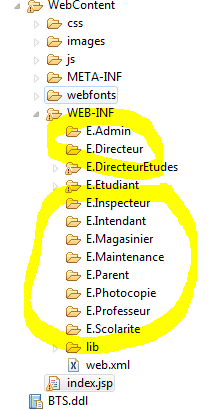 WebContent
css
images
js
META-INF
webfonts
WEB-INF
E.Admin
E.Directeur
E.DirecteurEtudes
E.Etudiant
E.Inspecteur
E.Intendant
E.Magasinier
E.Maintenance
E.Parent
E.Photocopie
E.Professeur
E.Scolarite
lib
web.xml
index.jsp
BTS.ddl